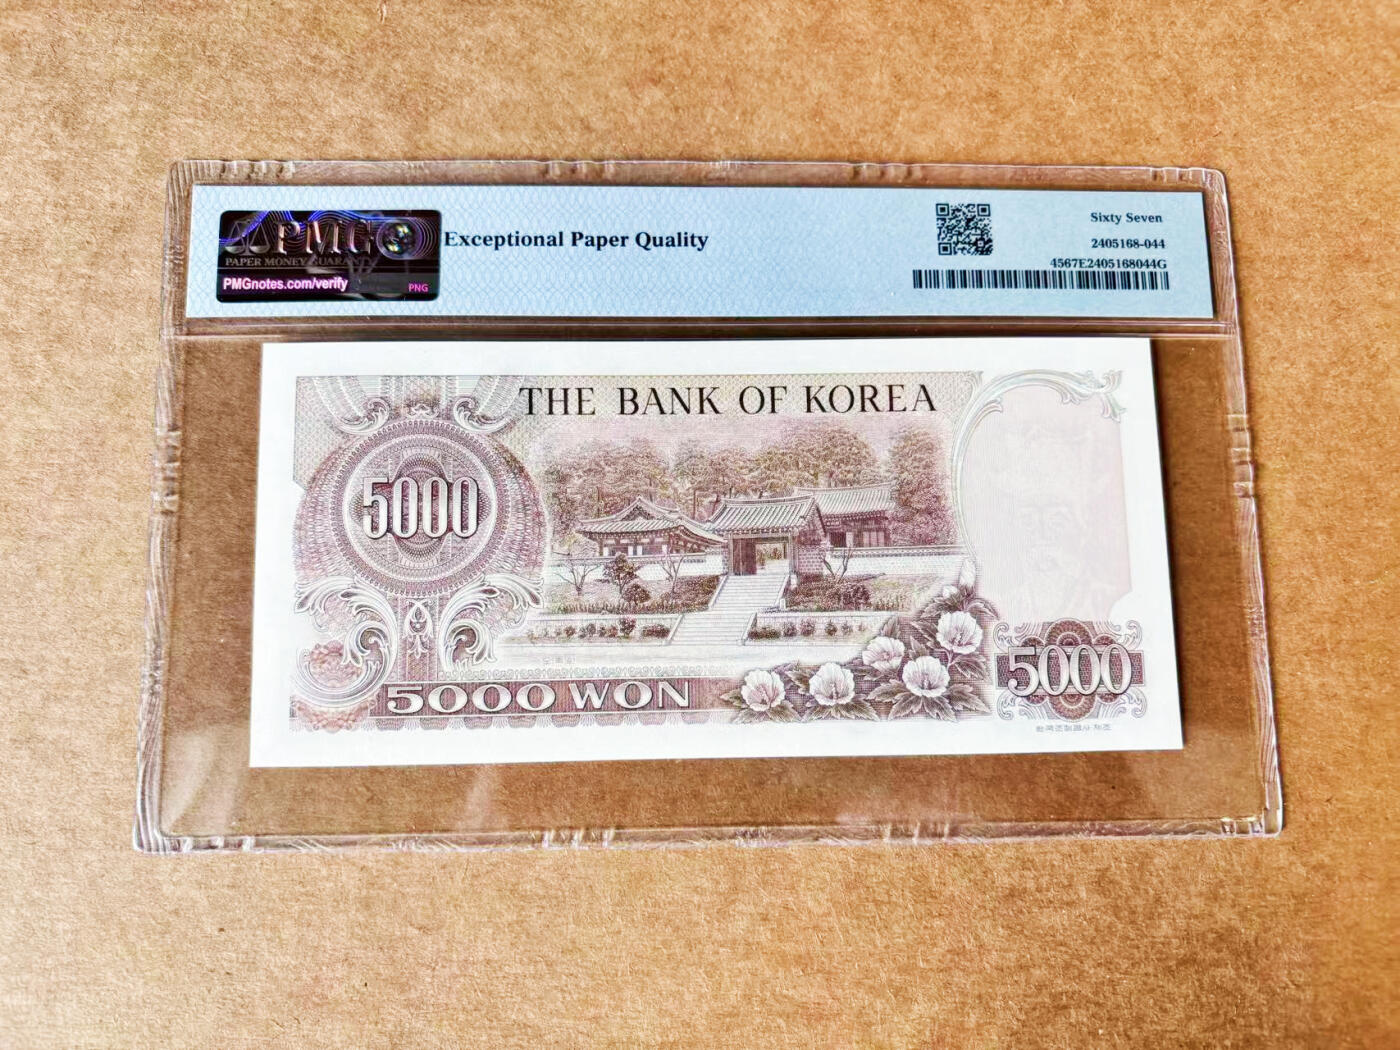 PMG
PAPER MONEY GUARANTY
PMGnotes.com/verify
PNG
Exceptional Paper Quality
Sixty Seven
2405168-044
4567E2405168044G
THE BANK OF KOREA
5000
5000 WON
5000
한국조폐공사 제조